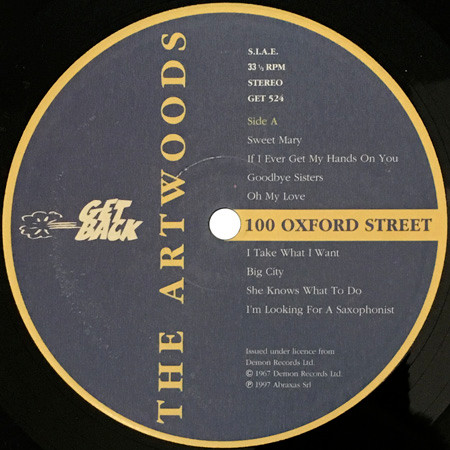 S.I.A.E.
33 ⅓ RPM
STEREO
GET 524
Side A
Sweet Mary
If I Ever Get My Hands On You
Goodbye Sisters
Oh My Love
GET
BACK
THE ARTWOODS
100 OXFORD STREET
I Take What I Want
Big City
She Knows What To Do
I'm Looking For A Saxophonist
Issued under licence from
Demon Records Ltd.
© 1967 Demon Records Ltd.
℗ 1997 Abraxas Srl